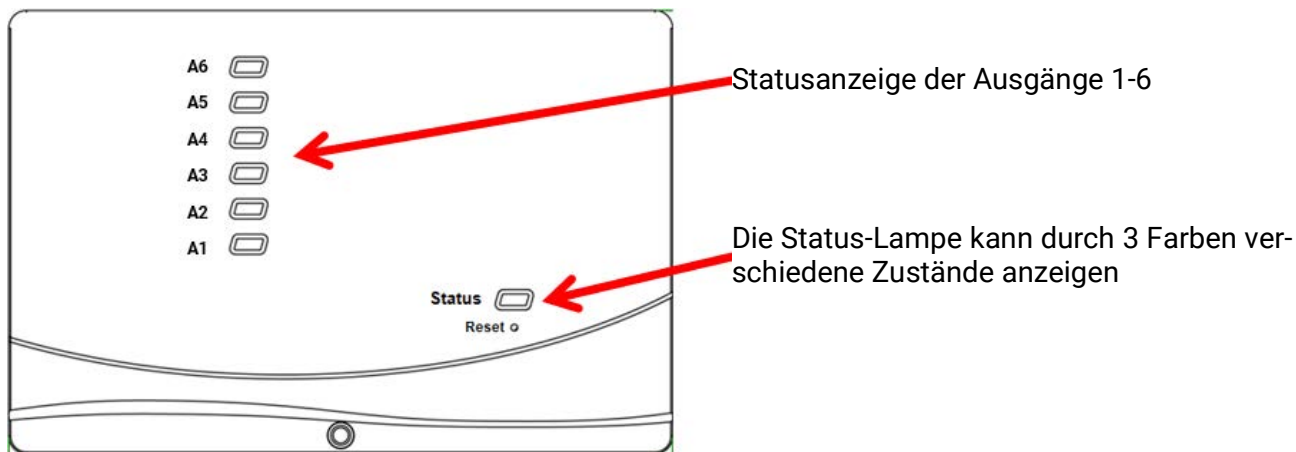 A6
A5
A4
A3
A2
A1
Status
Reset
Statusanzeige der Ausgänge 1-6
Die Status-Lampe kann durch 3 Farben ver-
schiedene Zustände anzeigen